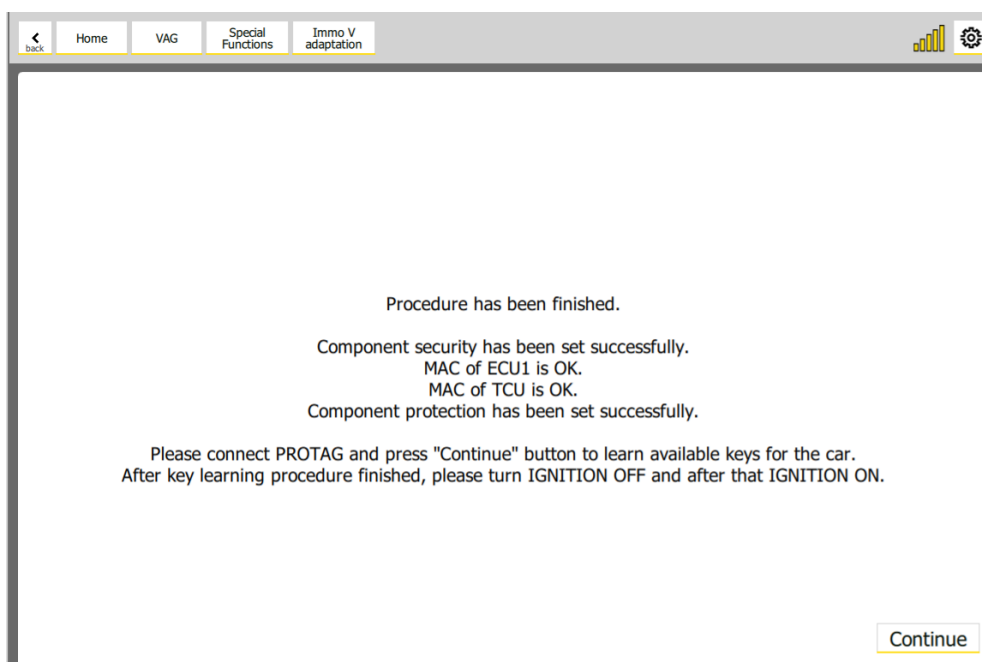 back
Home
VAG
Special
Functions
Immo V
adaptation
Procedure has been finished.
Component security has been set successfully.
MAC of ECU1 is OK.
MAC of TCU is OK.
Component protection has been set successfully.
Please connect PROTAG and press "Continue" button to learn available keys for the car.
After key learning procedure finished, please turn IGNITION OFF and after that IGNITION ON.
Continue